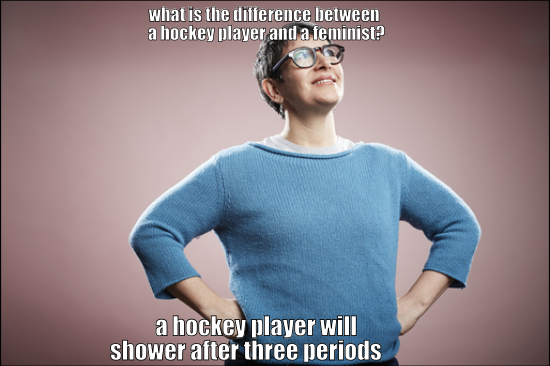 what is the difference between
a hockey player and a feminist?
a hockey player will
shower after three periods